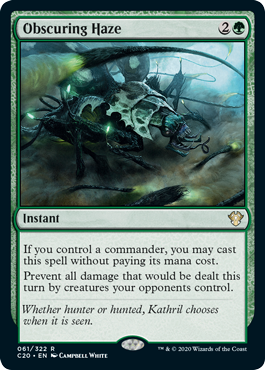 Obscuring Haze 2
Instant
If you control a commander, you may cast
this spell without paying its mana cost.
Prevent all damage that would be dealt this
turn by creatures your opponents control.
Whether hunter or hunted, Kathril chooses
when it is seen.
061/322 R
C20 • EN CAMPBELL WHITE
™ & © 2020 Wizards of the Coast